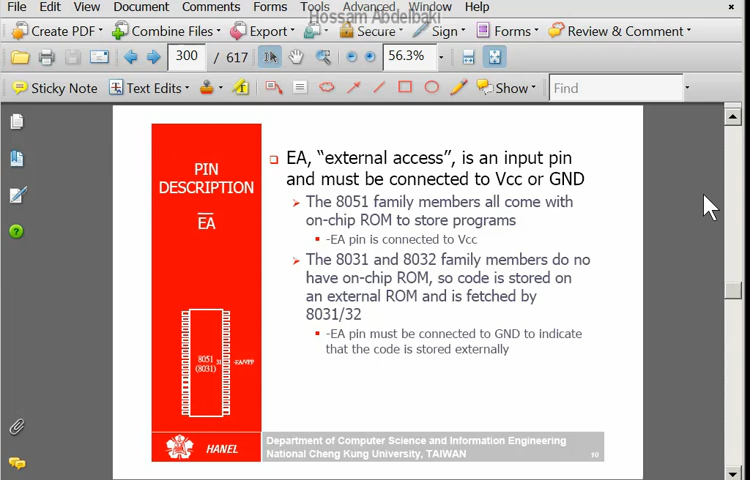 File Edit View Documents Comments Forms Tools Advanced Window Help
Hossam Abdelbaki
Create PDF Combine Files Export Secure Sign Forms Review & Comment
300 / 617 56.3%
Sticky Note Text Edits Show Find
PIN
DESCRIPTION
EA
EA, “external access”, is an input pin
and must be connected to Vcc or GND
The 8051 family members all come with
on-chip ROM to store programs
-EA pin is connected to Vcc
The 8031 and 8032 family members do no
have on-chip ROM, so code is stored on
an external ROM and is fetched by
8031/32
-EA pin must be connected to GND to indicate
that the code is stored externally
8051
(8031)
31
-EA/VPP
HANEL
Department of Computer Science and Information Engineering
National Cheng Kung University, TAIWAN
10